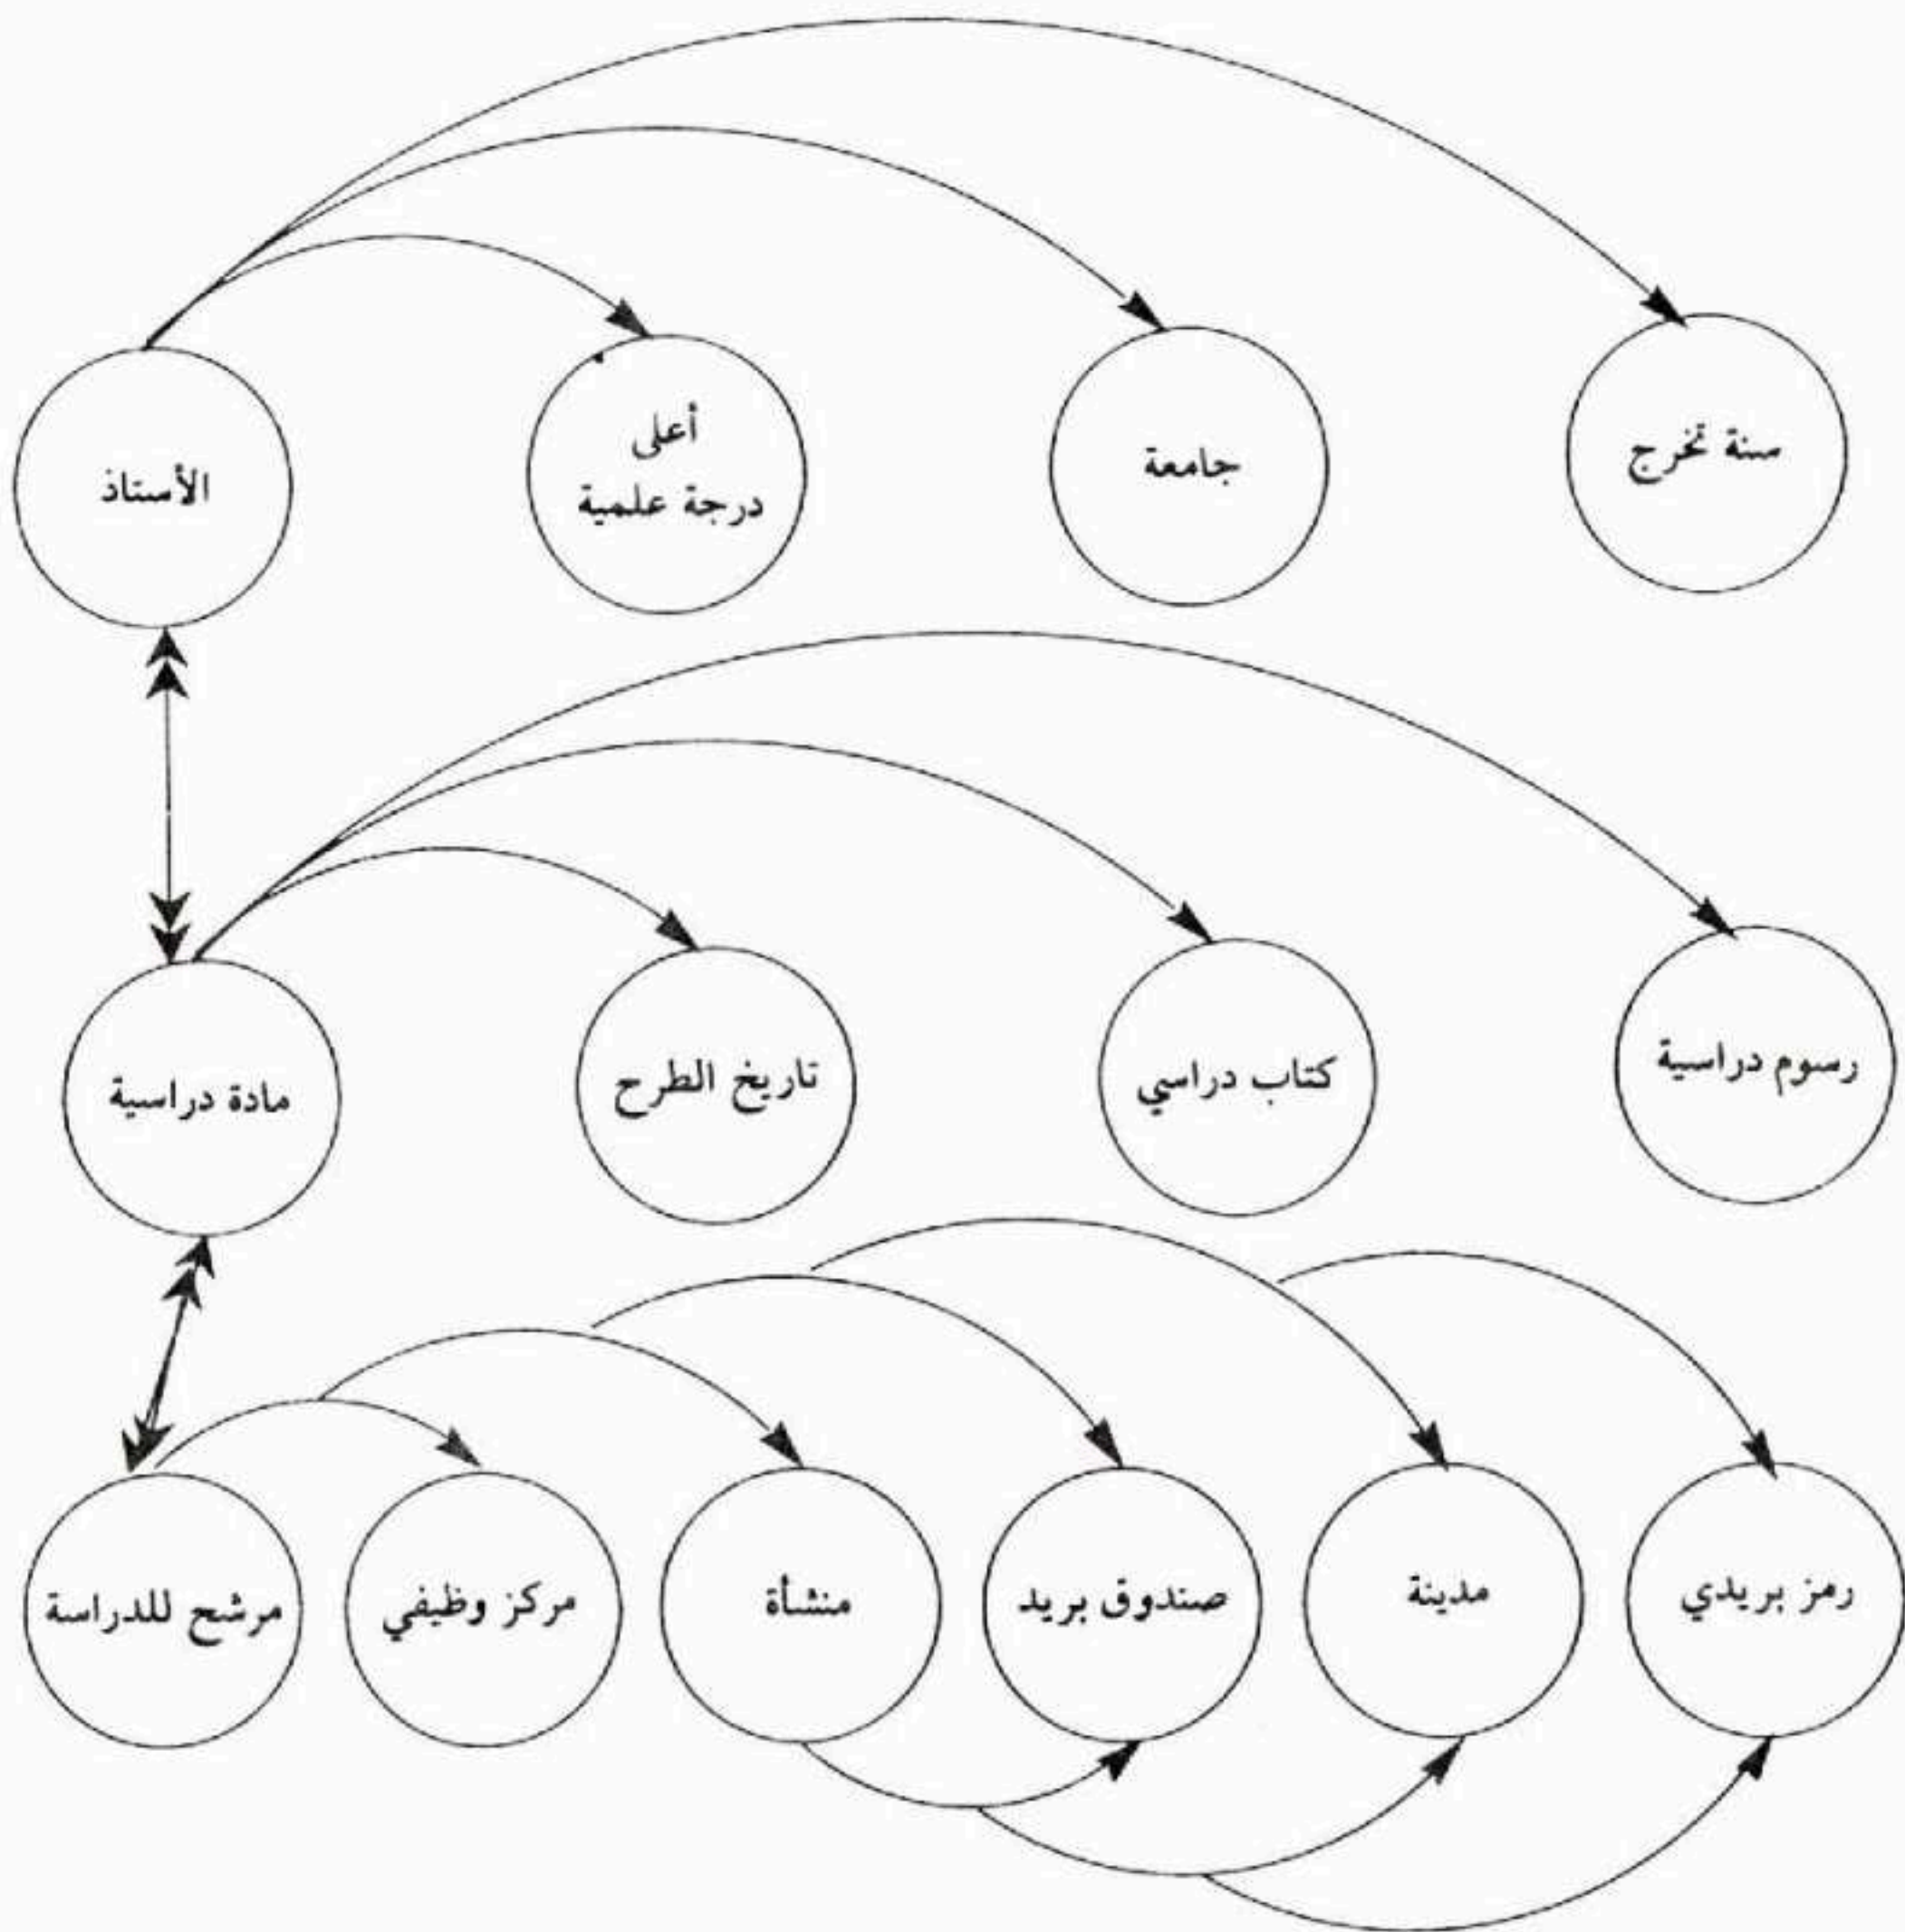 الأستاذ
أعلى
درجة علمية
جامعة
سنة تخرج
مادة دراسية
تاريخ الطرح
كتاب دراسي
رسوم دراسية
مرشح للدراسة
مركز وظيفي
منشأة
صندوق بريد
مدينة
رمز بريدي